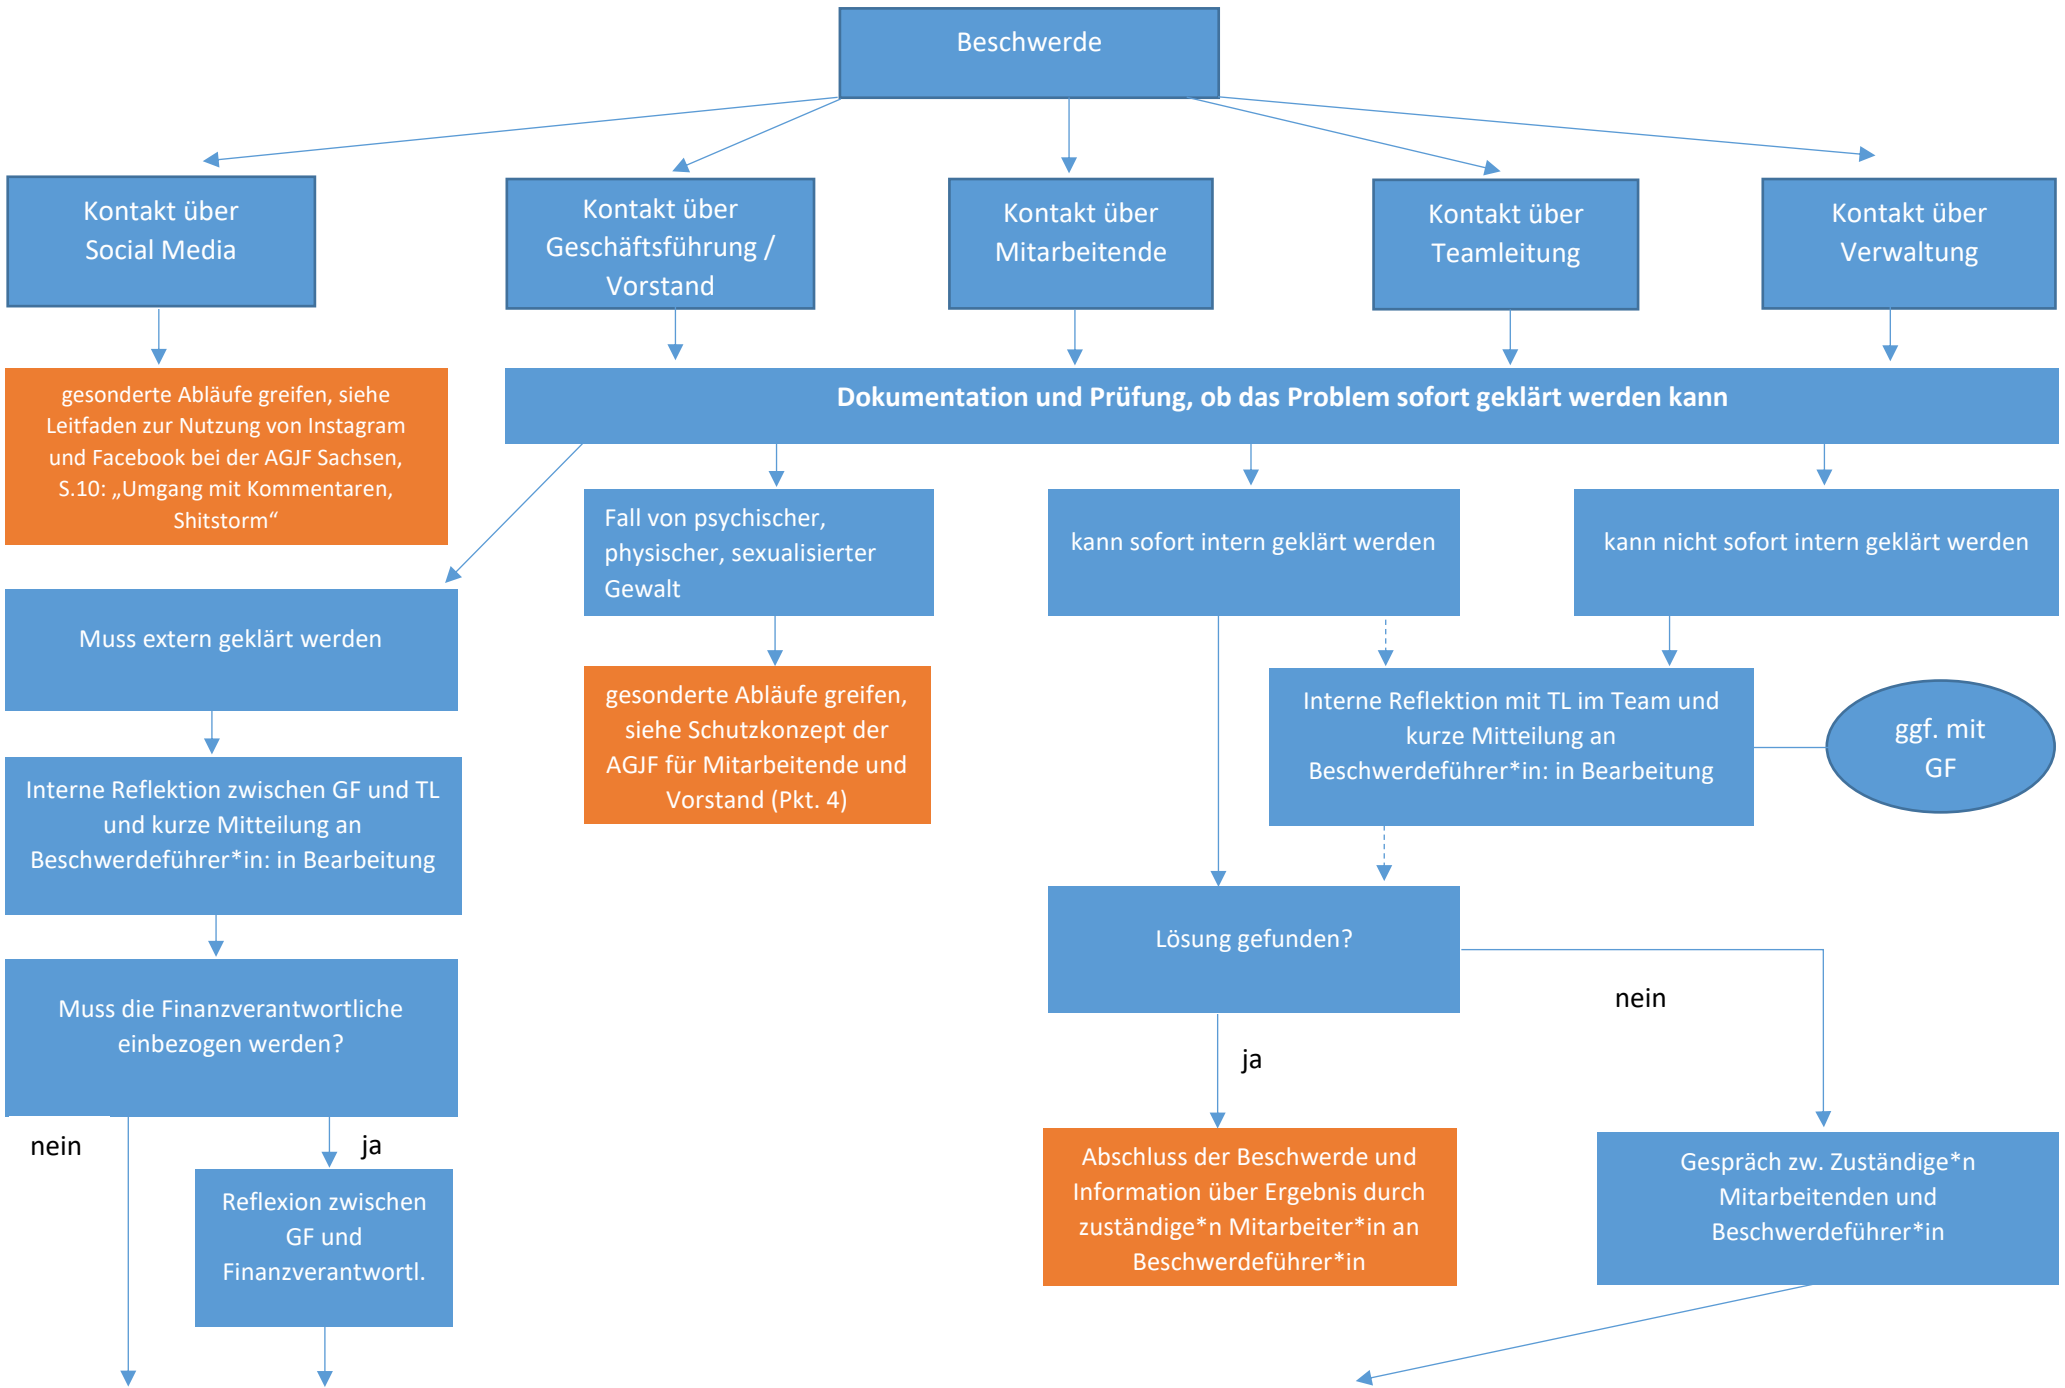 Beschwerde
Kontakt über
Social Media
Kontakt über
Geschäftsführung /
Vorstand
Kontakt über
Mitarbeitende
Kontakt über
Teamleitung
Kontakt über
Verwaltung
gesonderte Abläufe greifen, siehe
Leitfaden zur Nutzung von Instagram
und Facebook bei der AGJF Sachsen,
S.10: „Umgang mit Kommentaren,
Shitstorm“
Dokumentation und Prüfung, ob das Problem sofort geklärt werden kann
Fall von psychischer,
physischer, sexualisierter
Gewalt
kann sofort intern geklärt werden
kann nicht sofort intern geklärt werden
Muss extern geklärt werden
gesonderte Abläufe greifen,
siehe Schutzkonzept der
AGJF für Mitarbeitende und
Vorstand (Pkt. 4)
Interne Reflektion mit TL im Team und
kurze Mitteilung an
Beschwerdeführer*in: in Bearbeitung
ggf. mit
GF
Interne Reflektion zwischen GF und TL
und kurze Mitteilung an
Beschwerdeführer*in: in Bearbeitung
Lösung gefunden?
Muss die Finanzverantwortliche
einbezogen werden?
nein
ja
nein
ja
Abschluss der Beschwerde und
Information über Ergebnis durch
zuständige*n Mitarbeiter*in an
Beschwerdeführer*in
Gespräch zw. Zuständige*n
Mitarbeitenden und
Beschwerdeführer*in
Reflexion zwischen
GF und
Finanzverantwortl.